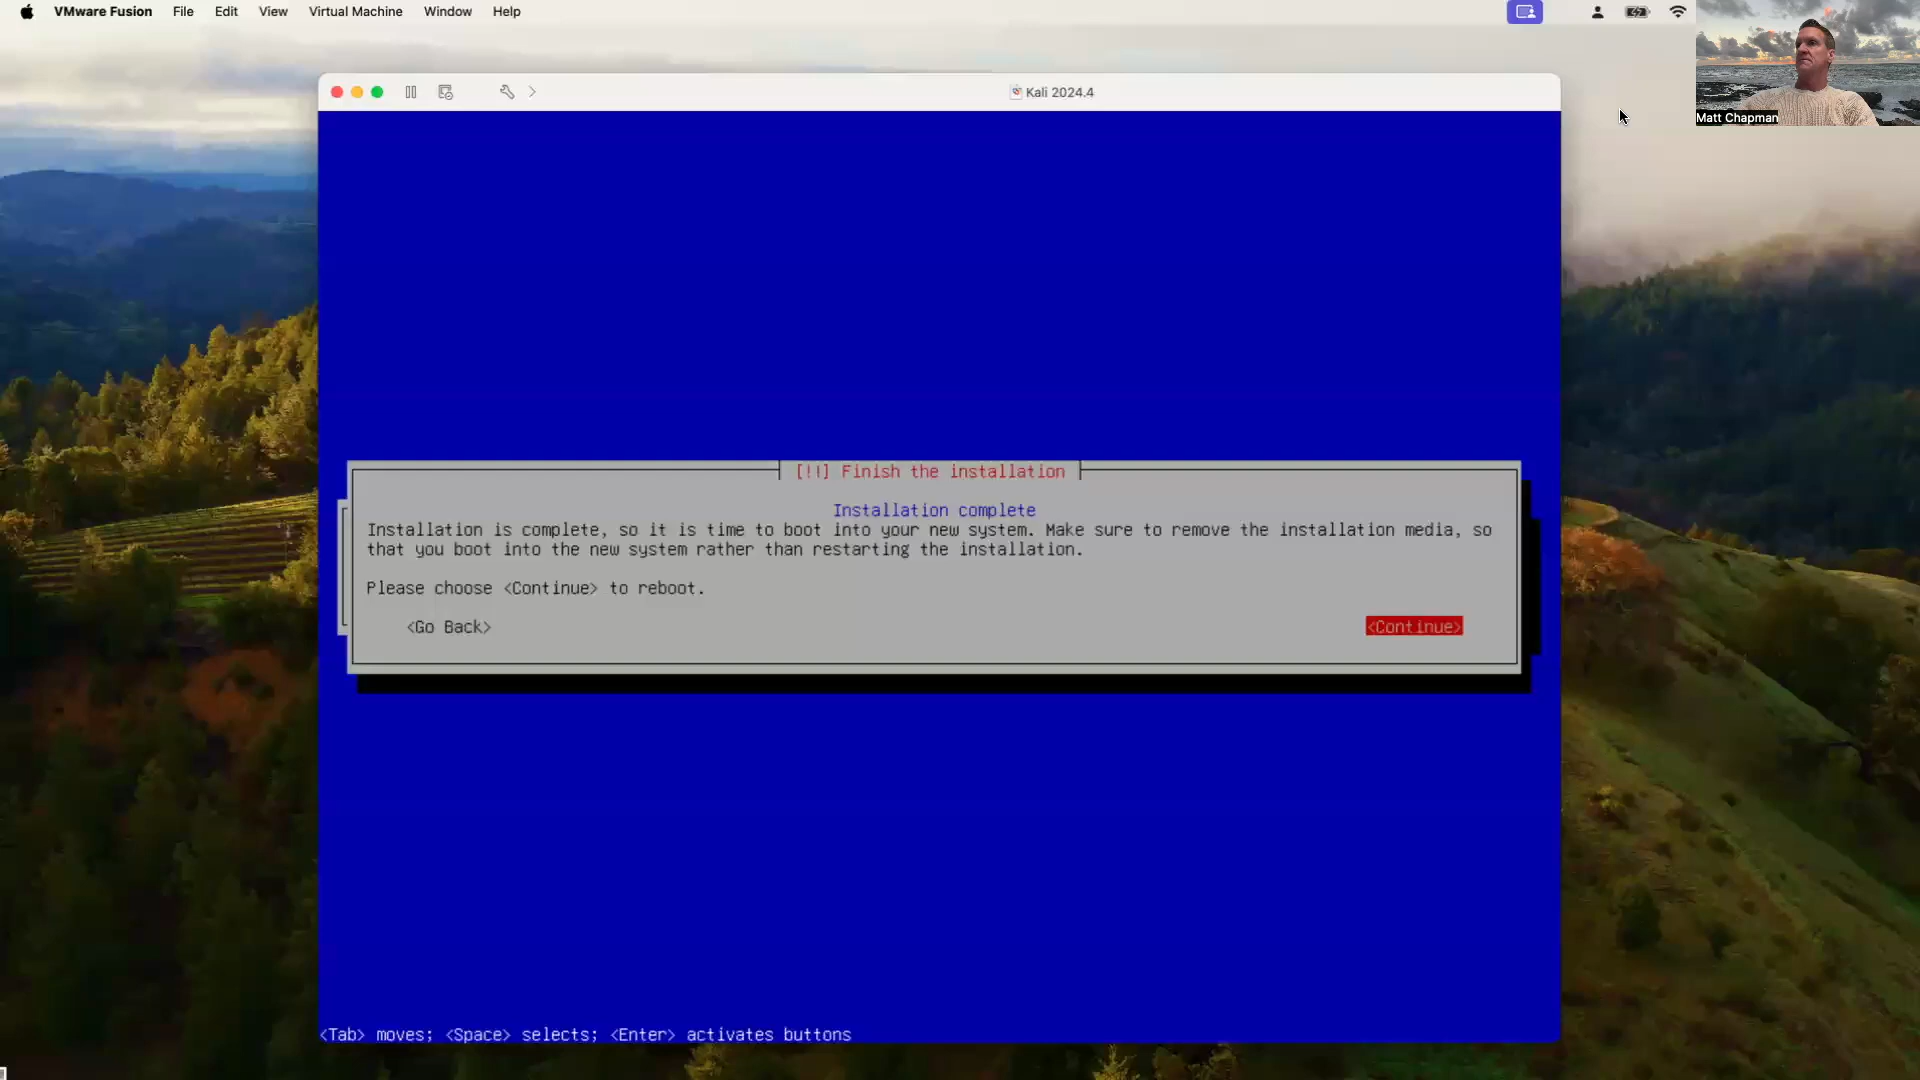 VMware Fusion File Edit View Virtual Machine Window Help
Kali 2024.4
Matt Chapman
[!!] Finish the installation
Installation complete
Installation is complete, so it is time to boot into your new system. Make sure to remove the installation media, so
that you boot into the new system rather than restarting the installation.
Please choose <Continue> to reboot.
<Go Back> <Continue>
<Tab> moves; <Space> selects; <Enter> activates buttons